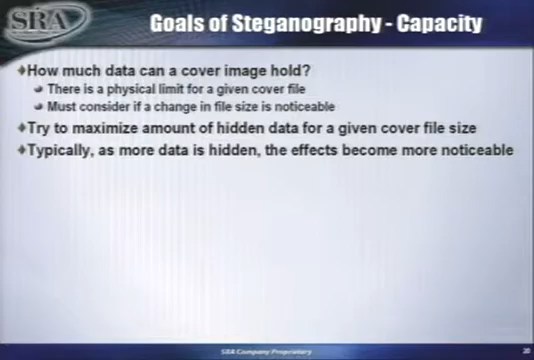 SRA
Goals of Steganography - Capacity
How much data can a cover image hold?
There is a physical limit for a given cover file
Must consider if a change in file size is noticeable
Try to maximize amount of hidden data for a given cover file size
Typically, as more data is hidden, the effects become more noticeable
SRA Company Proprietary